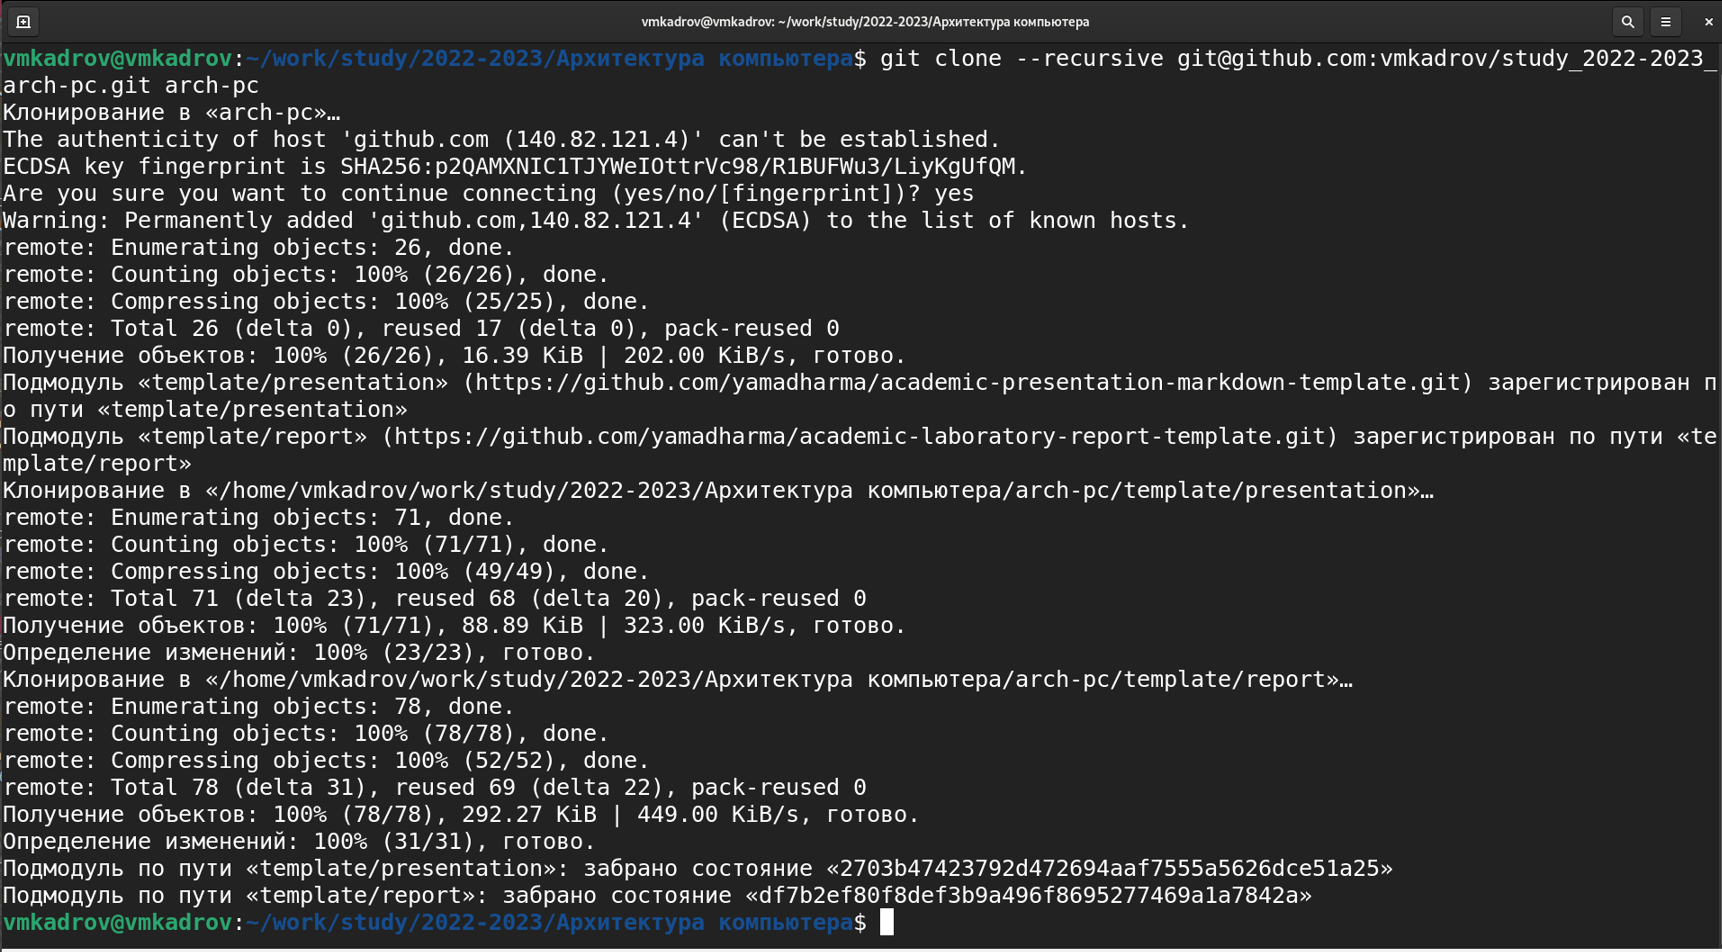 vmkadrov@vmkadrov: ~/work/study/2022-2023/Архитектура компьютера
vmkadrov@vmkadrov:~/work/study/2022-2023/Архитектура компьютера$ git clone --recursive git@github.com:vmkadrov/study_2022-2023_
arch-pc.git arch-pc
Клонирование в «arch-pc»…
The authenticity of host 'github.com (140.82.121.4)' can't be established.
ECDSA key fingerprint is SHA256:p2QAMXNIC1TJYWeIOttrVc98/R1BUFWu3/LiyKgUfQM.
Are you sure you want to continue connecting (yes/no/[fingerprint])? yes
Warning: Permanently added 'github.com,140.82.121.4' (ECDSA) to the list of known hosts.
remote: Enumerating objects: 26, done.
remote: Counting objects: 100% (26/26), done.
remote: Compressing objects: 100% (25/25), done.
remote: Total 26 (delta 0), reused 17 (delta 0), pack-reused 0
Получение объектов: 100% (26/26), 16.39 KiB | 202.00 KiB/s, готово.
Подмодуль «template/presentation» (https://github.com/yamadharma/academic-presentation-markdown-template.git) зарегистрирован п
о пути «template/presentation»
Подмодуль «template/report» (https://github.com/yamadharma/academic-laboratory-report-template.git) зарегистрирован по пути «te
mplate/report»
Клонирование в «/home/vmkadrov/work/study/2022-2023/Архитектура компьютера/arch-pc/template/presentation»…
remote: Enumerating objects: 71, done.
remote: Counting objects: 100% (71/71), done.
remote: Compressing objects: 100% (49/49), done.
remote: Total 71 (delta 23), reused 68 (delta 20), pack-reused 0
Получение объектов: 100% (71/71), 88.89 KiB | 323.00 KiB/s, готово.
Определение изменений: 100% (23/23), готово.
Клонирование в «/home/vmkadrov/work/study/2022-2023/Архитектура компьютера/arch-pc/template/report»…
remote: Enumerating objects: 78, done.
remote: Counting objects: 100% (78/78), done.
remote: Compressing objects: 100% (52/52), done.
remote: Total 78 (delta 31), reused 69 (delta 22), pack-reused 0
Получение объектов: 100% (78/78), 292.27 KiB | 449.00 KiB/s, готово.
Определение изменений: 100% (31/31), готово.
Подмодуль по пути «template/presentation»: забрано состояние «2703b47423792d472694aaf7555a5626dce51a25»
Подмодуль по пути «template/report»: забрано состояние «df7b2ef80f8def3b9a496f8695277469a1a7842a»
vmkadrov@vmkadrov:~/work/study/2022-2023/Архитектура компьютера$